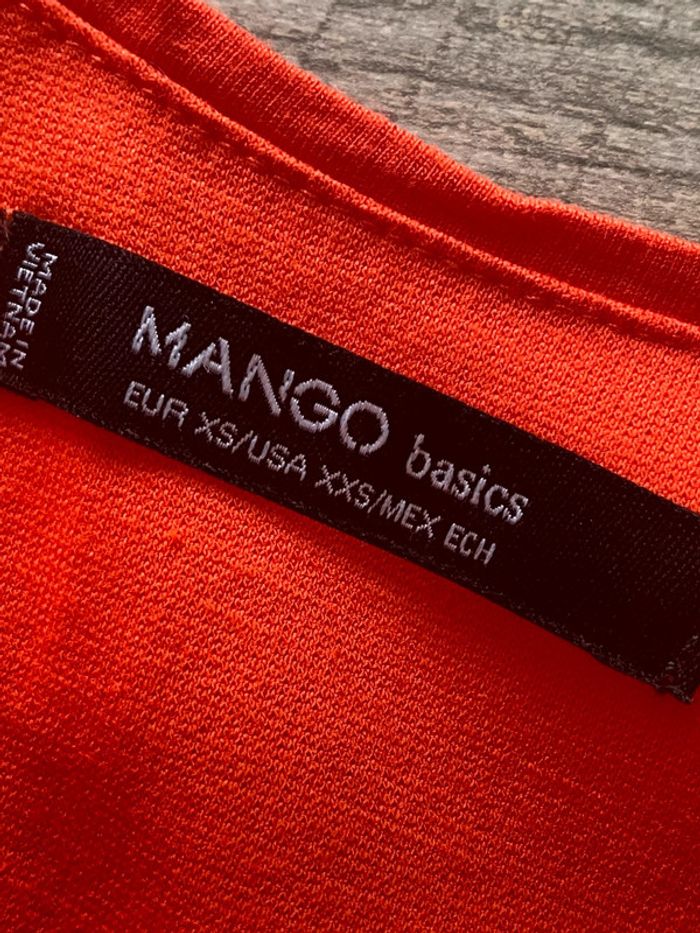 MADE IN
VIETNAM
MANGO basics
EUR XS/USA XXS/MEX ECH